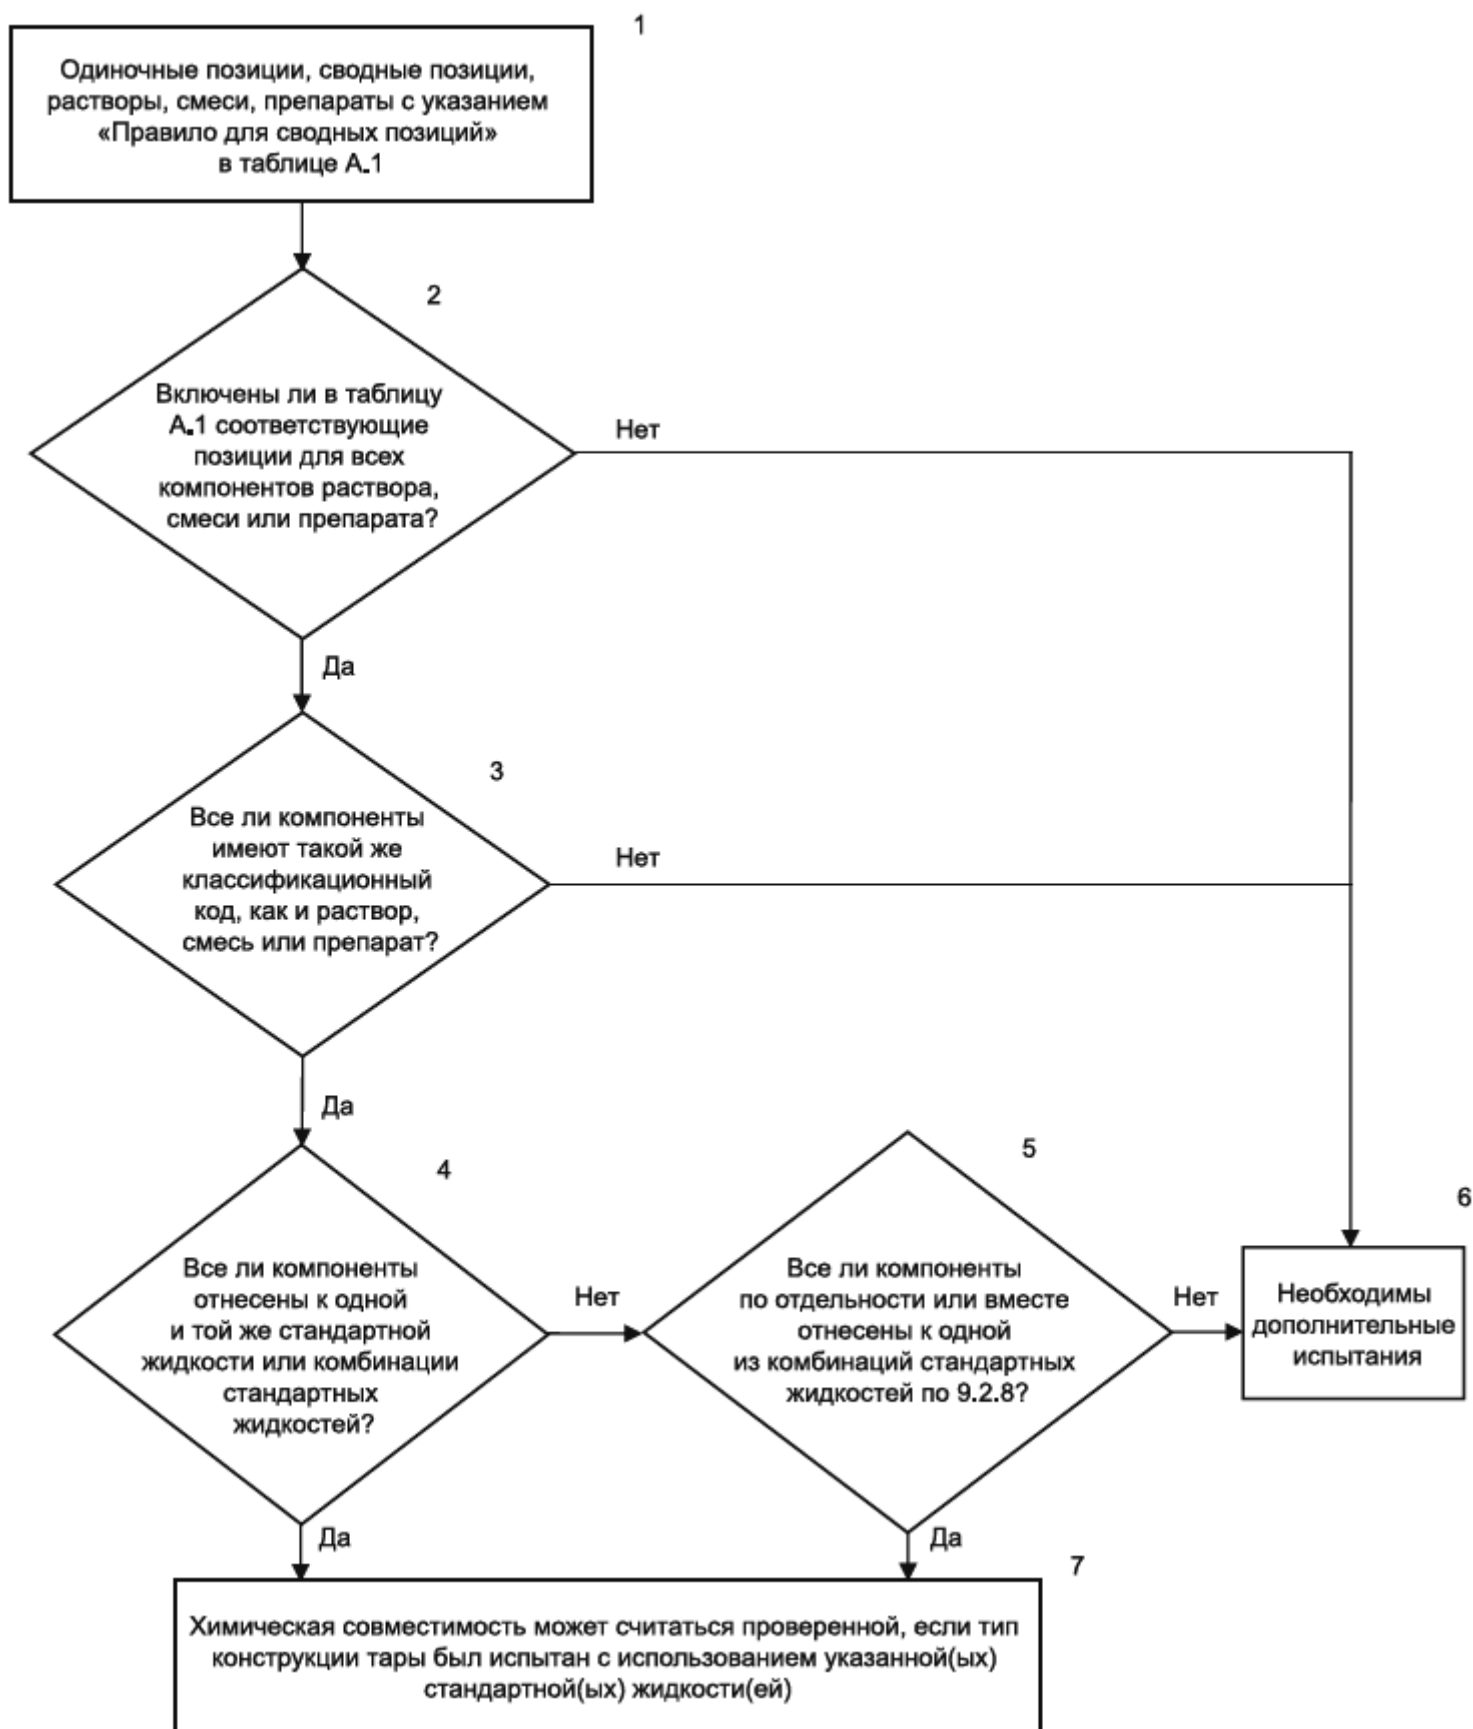 1
Одиночные позиции, сводные позиции,
растворы, смеси, препараты с указанием
«Правило для сводных позиций»
в таблице А.1
2
Включены ли в таблицу
А.1 соответствующие
позиции для всех
компонентов раствора,
смеси или препарата?
Нет
Да
3
Все ли компоненты
имеют такой же
классификационный
код, как и раствор,
смесь или препарат?
Нет
Да
4
Все ли компоненты
отнесены к одной
и той же стандартной
жидкости или комбинации
стандартных
жидкостей?
Нет
Да
5
Все ли компоненты
по отдельности или вместе
отнесены к одной
из комбинаций стандартных
жидкостей по 9.2.8?
Нет
Да
6
Необходимы
дополнительные
испытания
7
Химическая совместимость может считаться проверенной, если тип
конструкции тары был испытан с использованием указанной(ых)
стандартной(ых) жидкости(ей)